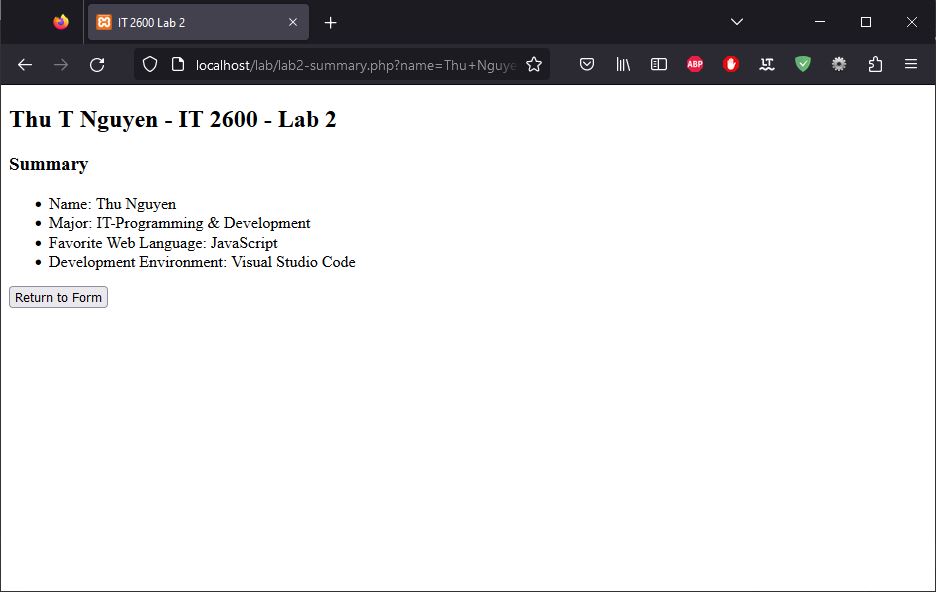 IT 2600 Lab 2
localhost/lab/lab2-summary.php?name=Thu+Nguye
ABP
Thu T Nguyen - IT 2600 - Lab 2
Summary
• Name: Thu Nguyen
• Major: IT-Programming & Development
• Favorite Web Language: JavaScript
• Development Environment: Visual Studio Code
Return to Form